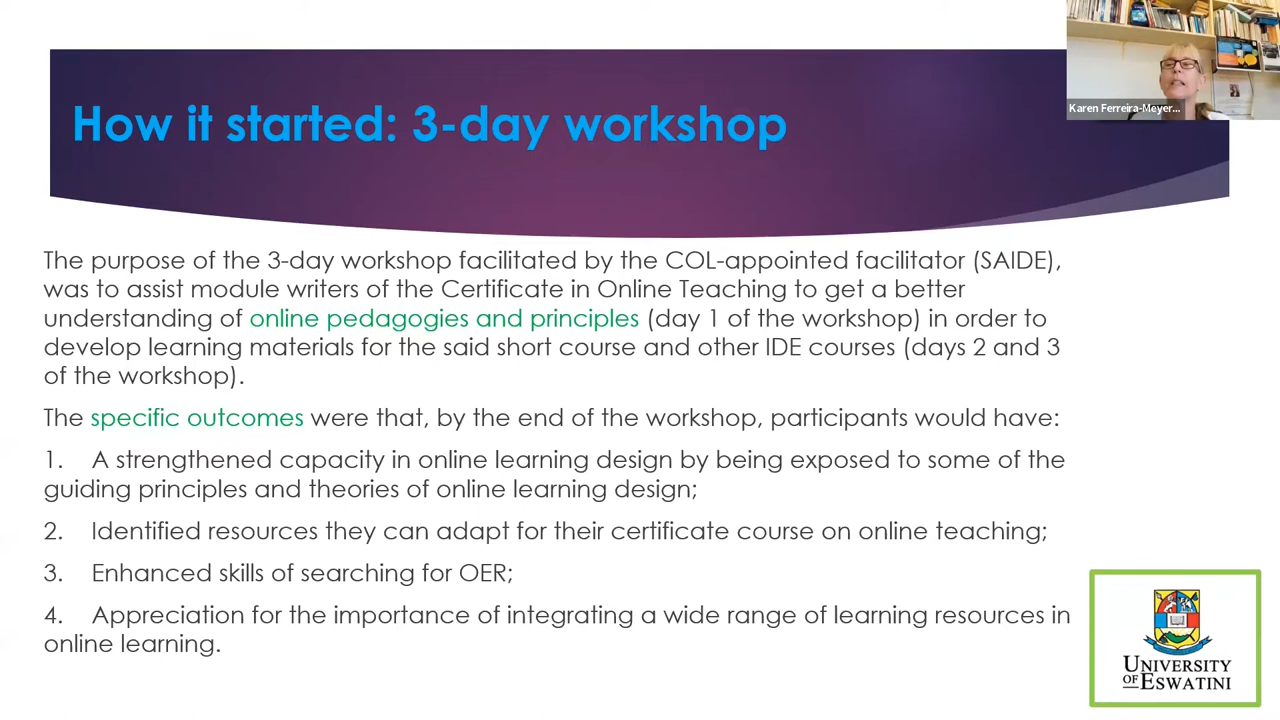 Karen Ferreira-Meyer...
How it started: 3-day workshop
The purpose of the 3-day workshop facilitated by the COL-appointed facilitator (SAIDE),
was to assist module writers of the Certificate in Online Teaching to get a better
understanding of online pedagogies and principles (day 1 of the workshop) in order to
develop learning materials for the said short course and other IDE courses (days 2 and 3
of the workshop).
The specific outcomes were that, by the end of the workshop, participants would have:
1. A strengthened capacity in online learning design by being exposed to some of the
guiding principles and theories of online learning design;
2. Identified resources they can adapt for their certificate course on online teaching;
3. Enhanced skills of searching for OER;
4. Appreciation for the importance of integrating a wide range of learning resources in
online learning.
UNIVERSITY
OF ESWATINI